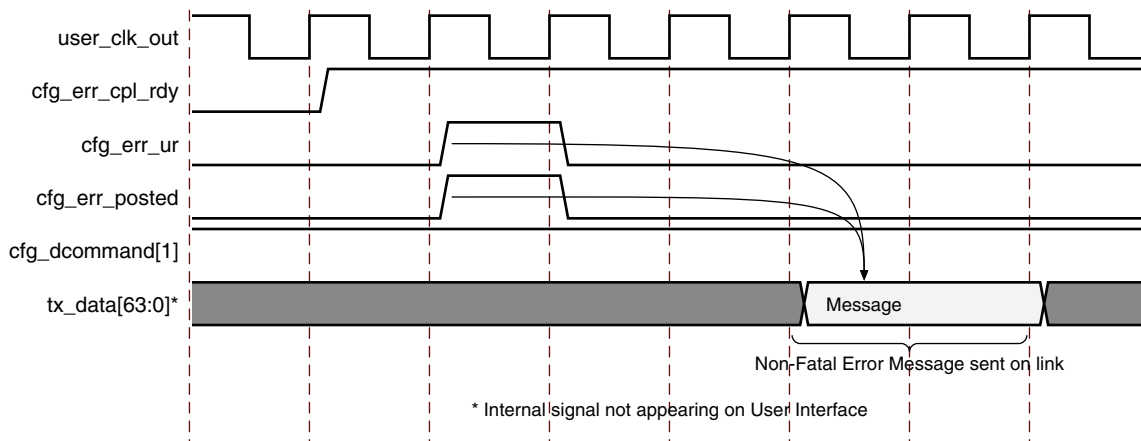 user_clk_out
cfg_err_cpl_rdy
cfg_err_ur
cfg_err_posted
cfg_dcommand[1]
tx_data[63:0]*
Message
Non-Fatal Error Message sent on link
* Internal signal not appearing on User Interface